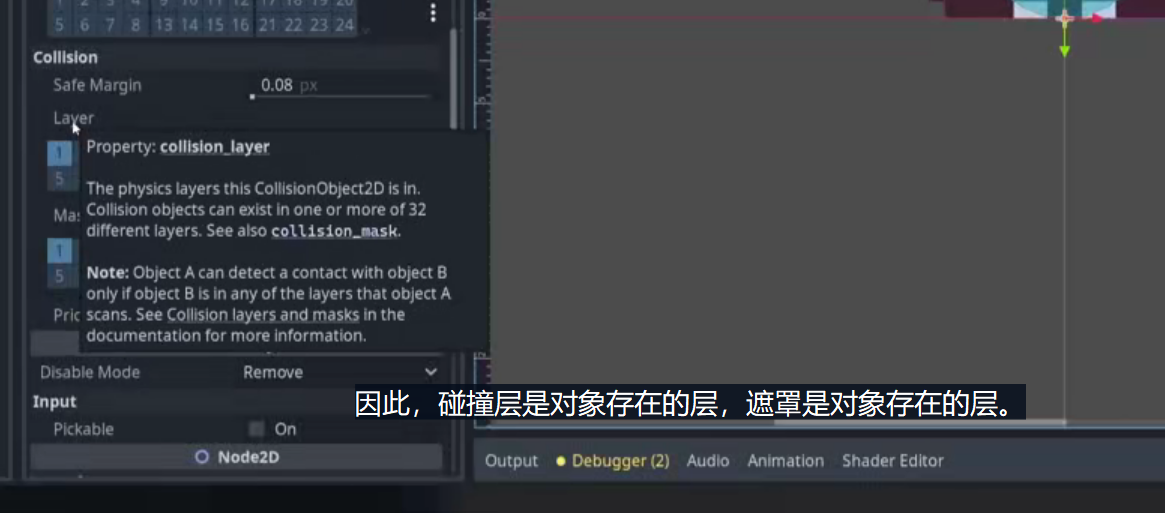 5 6 7 8 13 14 15 16 21 22 23 24
Collision
Safe Margin 0.08 px
Layer
Property: collision_layer
1
The physics layers this CollisionObject2D is in.
5
Collision objects can exist in one or more of 32
different layers. See also collision_mask.
1
Note: Object A can detect a contact with object B
5
only if object B is in any of the layers that object A
scans. See Collision layers and masks in the
documentation for more information.
Disable Mode Remove
Input
因此，碰撞层是对象存在的层，遮罩是对象存在的层。
Pickable On
Node2D
Output Debugger (2) Audio Animation Shader Editor